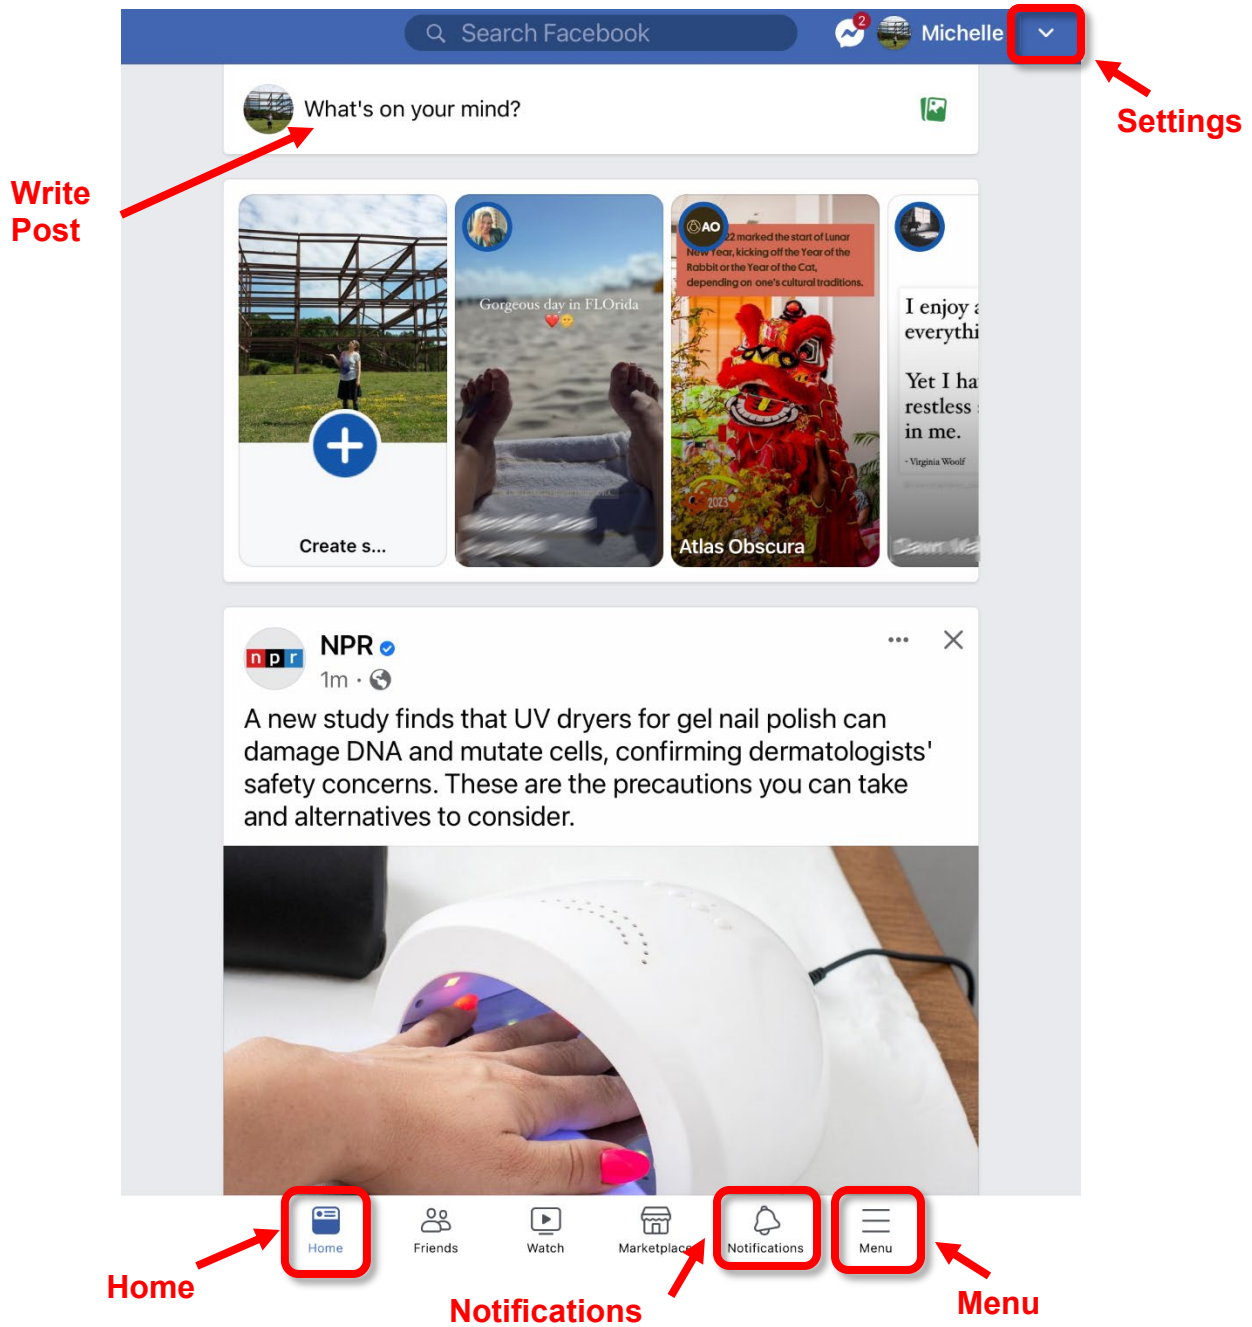 Search Facebook
2
Michelle
Settings
What's on your mind?
Write
Post
AO
22 marked the start of Lunar
New Year, kicking off the Year of the
Rabbit or the Year of the Cat,
depending on one's cultural traditions.
Gorgeous day in FLOrida
I enjoy
everythi
Yet I ha
restless
in me.
- Virginia Woolf
2023
Create s...
Atlas Obscura
npr
NPR
1m ·
A new study finds that UV dryers for gel nail polish can
damage DNA and mutate cells, confirming dermatologists'
safety concerns. These are the precautions you can take
and alternatives to consider.
Home
Friends
Watch
Marketplace
Notifications
Menu
Home
Notifications
Menu